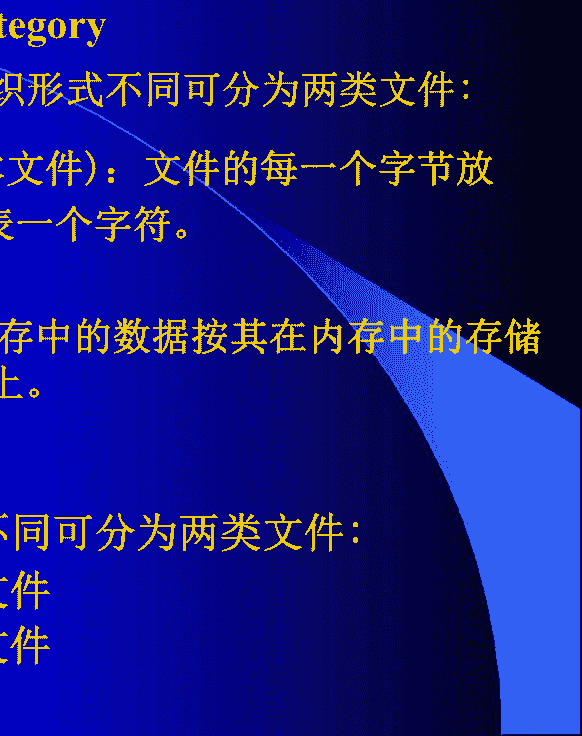 tegory
织形式不同可分为两类文件：
文件）：文件的每一个字节放
表一个字符。
存中的数据按其在内存中的存储
上。
不同可分为两类文件：
文件
文件